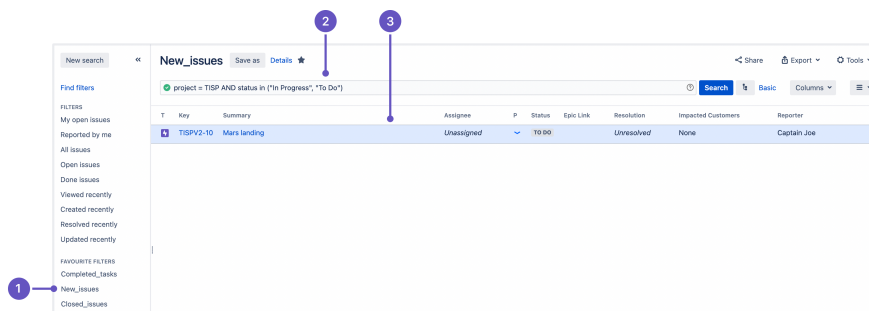 2 3
New search « New_issues Save as Details Share Export Tools
Find filters project = TISP AND status in ("In Progress", "To Do") Search Basic Columns
FILTERS
My open issues T Key Summary Assignee P Status Epic Link Resolution Impacted Customers Reporter
Reported by me TISPV2-10 Mars landing Unassigned TO DO Unresolved None Captain Joe
All issues
Open issues
Done issues
Viewed recently
Created recently
Resolved recently
Updated recently
FAVOURITE FILTERS
Completed_tasks
1 New_issues
Closed_issues